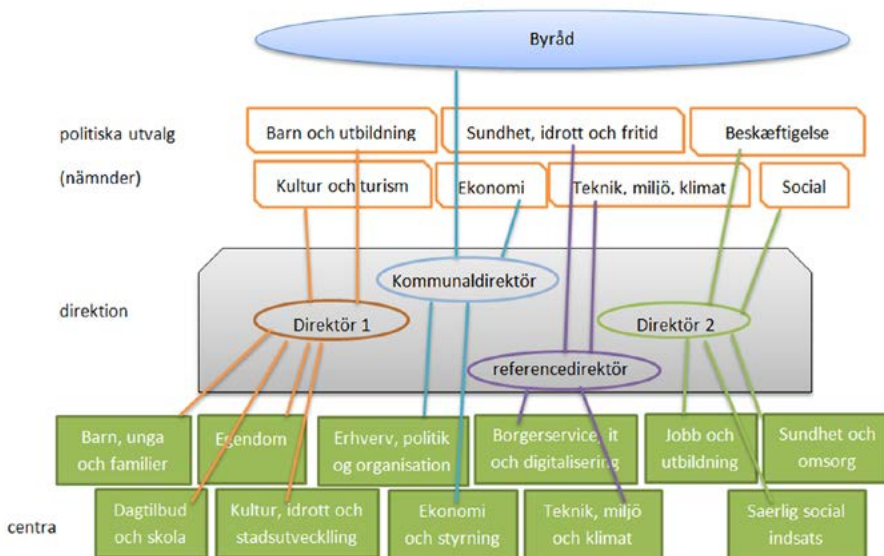 Byråd
politiska utvalg
(nämnder)
Barn och utbildning
Sundhet, idrott och fritid
Beskæftigelse
Kultur och turism
Ekonomi
Teknik, miljö, klimat
Social
direktion
Kommunaldirektör
Direktör 1
Direktör 2
referencedirektör
Barn, unga
och familier
Egendom
Erhverv, politik
og organisation
Borgerservice, it
och digitalisering
Jobb och
utbildning
Sundhet och
omsorg
centra
Dagtilbud
och skola
Kultur, idrott och
stadsutvecklling
Ekonomi
och styrning
Teknik, miljö
och klimat
Saerlig social
indsats